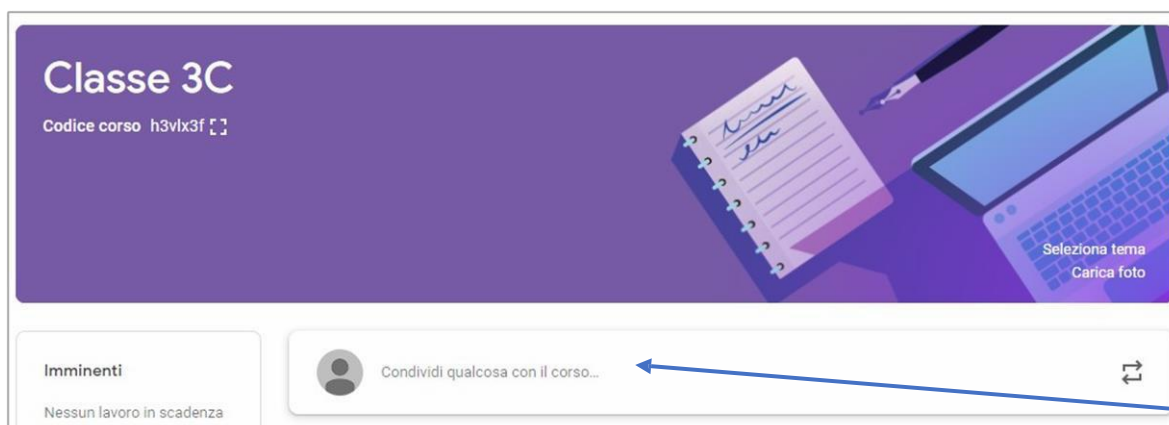 Classe 3C
Codice corso h3vlx3f
Seleziona tema
Carica foto
Imminenti
Nessun lavoro in scadenza
Condividi qualcosa con il corso...